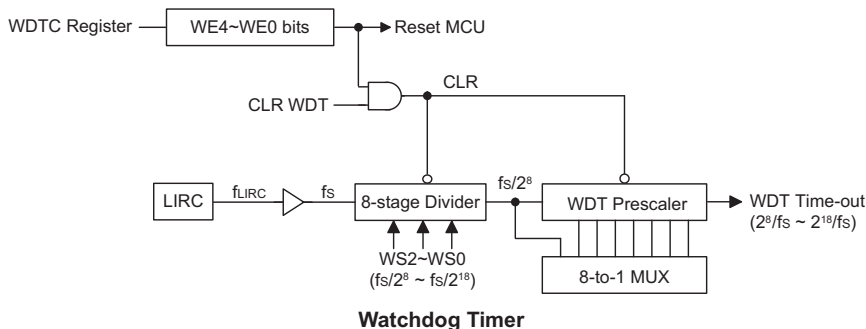 WDTC Register
WE4~WE0 bits
Reset MCU
CLR
CLR WDT
LIRC
fLIRC
fS
8-stage Divider
fS/2⁸
WDT Prescaler
WDT Time-out
(2⁸/fS ~ 2¹⁸/fS)
WS2~WS0
(fS/2⁸ ~ fS/2¹⁸)
8-to-1 MUX
Watchdog Timer